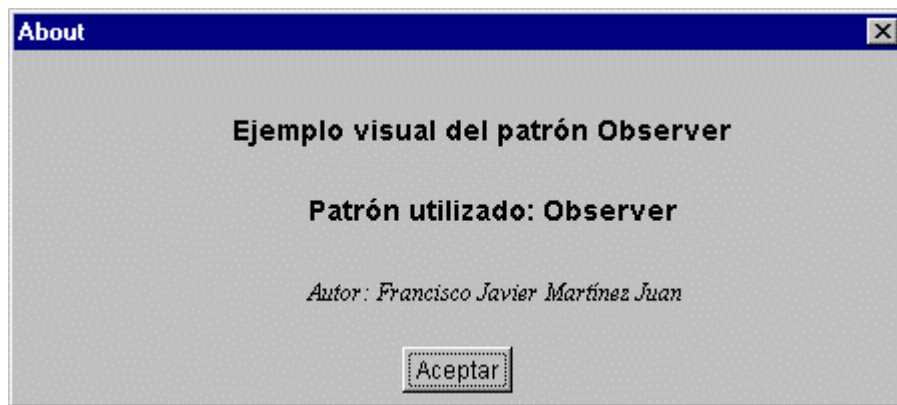 About
Ejemplo visual del patrón Observer
Patrón utilizado: Observer
Autor: Francisco Javier Martínez Juan
Aceptar